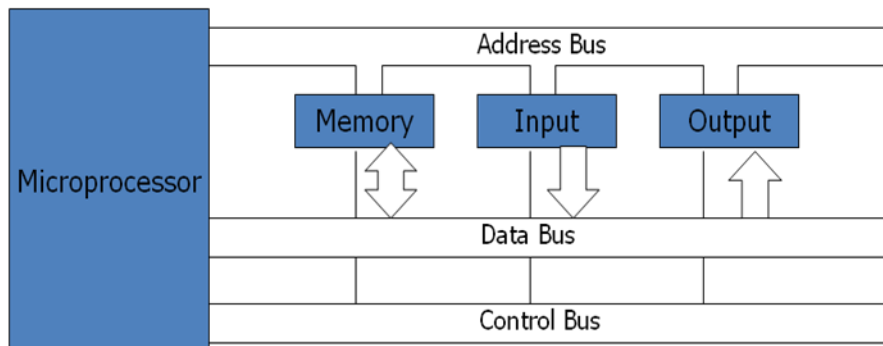 Address Bus
Memory
Input
Output
Microprocessor
Data Bus
Control Bus